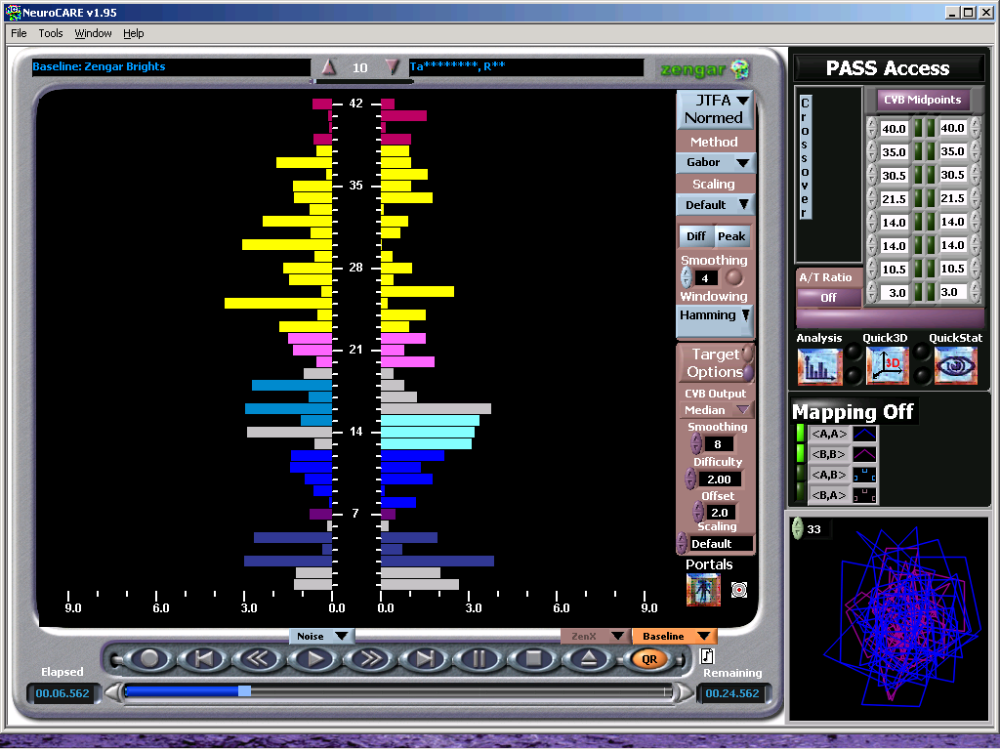 NeuroCARE v1.95
File Tools Window Help
Baseline: Zengar Brights
10
Ta********, R**
zengar
42
35
28
21
14
7
9.0 6.0 3.0 0.0 0.0 3.0 6.0 9.0
JTFA
Normed
Method
Gabor
Scaling
Default
Diff Peak
Smoothing
4
Windowing
Hamming
Target
Options
CVB Output
Median
Smoothing
8
Difficulty
2.00
Offset
2.0
Scaling
Default
Portals
Noise
ZenX
Baseline
QR
Elapsed
00.06.562
Remaining
00.24.562
PASS Access
Crossover
CVB Midpoints
40.0 40.0
35.0 35.0
30.5 30.5
21.5 21.5
14.0 14.0
14.0 14.0
10.5 10.5
3.0 3.0
A/T Ratio
Off
Analysis Quick3D QuickStat
3D
Mapping Off
<A,A>
<B,B>
<A,B>
<B,A>
33